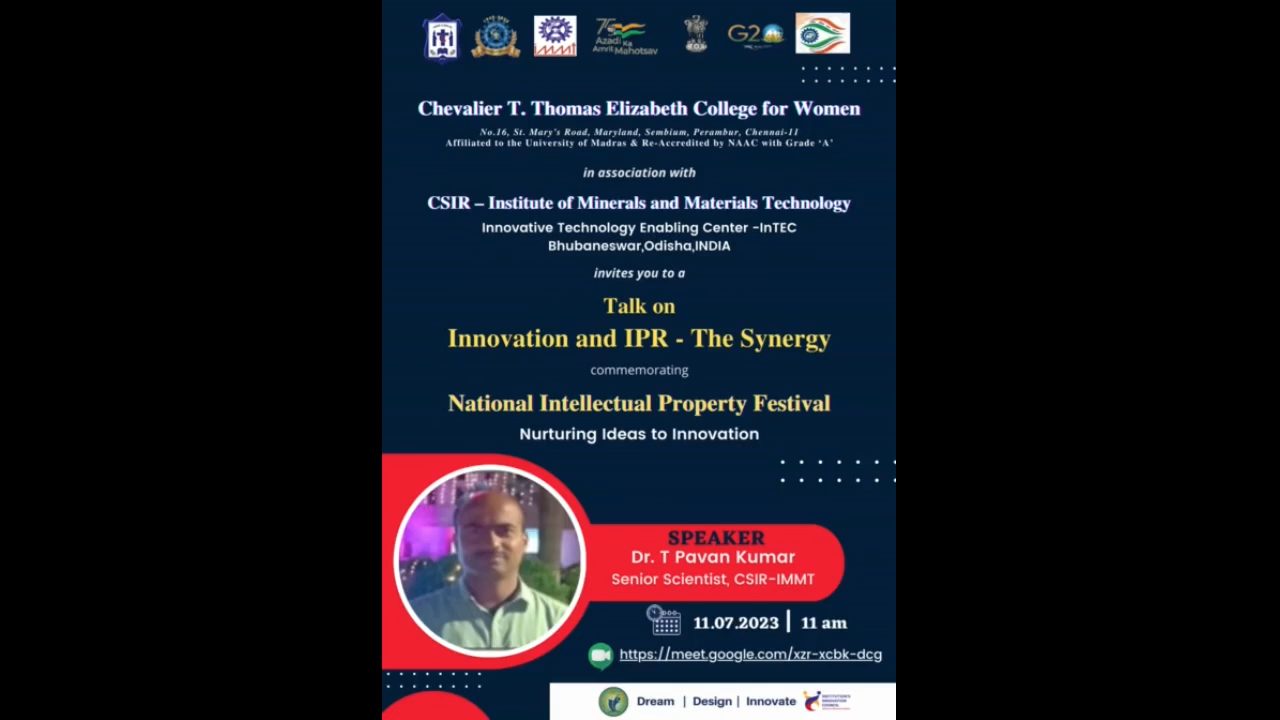 IMMT
75
Azadi Ka
Amrit Mahotsav
G20
Chevalier T. Thomas Elizabeth College for Women
No.16, St. Mary's Road, Maryland, Sembium, Perambur, Chennai-11
Affiliated to the University of Madras & Re-Accredited by NAAC with Grade ‘A’
in association with
CSIR – Institute of Minerals and Materials Technology
Innovative Technology Enabling Center -InTEC
Bhubaneswar,Odisha,INDIA
invites you to a
Talk on
Innovation and IPR - The Synergy
commemorating
National Intellectual Property Festival
Nurturing Ideas to Innovation
SPEAKER
Dr. T Pavan Kumar
Senior Scientist, CSIR-IMMT
11.07.2023 | 11 am
https://meet.google.com/xzr-xcbk-dcg
Dream | Design | Innovate
INSTITUTION'S
INNOVATION
COUNCIL